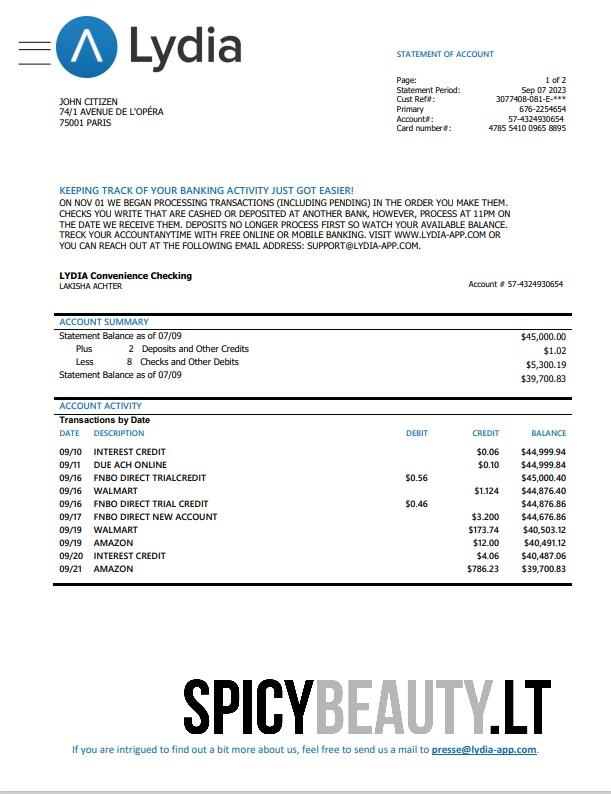 Lydia
STATEMENT OF ACCOUNT
Page: 1 of 2
Statement Period: Sep 07 2023
Cust Ref#: 3077408-081-E-***
Primary 676-2254654
Account#: 57-4324930654
Card number#: 4785 5410 0965 8895
JOHN CITIZEN
74/1 AVENUE DE L'OPÉRA
75001 PARIS
KEEPING TRACK OF YOUR BANKING ACTIVITY JUST GOT EASIER!
ON NOV 01 WE BEGAN PROCESSING TRANSACTIONS (INCLUDING PENDING) IN THE ORDER YOU MAKE THEM.
CHECKS YOU WRITE THAT ARE CASHED OR DEPOSITED AT ANOTHER BANK, HOWEVER, PROCESS AT 11PM ON
THE DATE WE RECEIVE THEM. DEPOSITS NO LONGER PROCESS FIRST SO WATCH YOUR AVAILABLE BALANCE.
TRECK YOUR ACCOUNTANYTIME WITH FREE ONLINE OR MOBILE BANKING. VISIT WWW.LYDIA-APP.COM OR
YOU CAN REACH OUT AT THE FOLLOWING EMAIL ADDRESS: SUPPORT@LYDIA-APP.COM.
LYDIA Convenience Checking
LAKISHA ACHTER Account # 57-4324930654
ACCOUNT SUMMARY
Statement Balance as of 07/09 $45,000.00
Plus 2 Deposits and Other Credits $1.02
Less 8 Checks and Other Debits $5,300.19
Statement Balance as of 07/09 $39,700.83
ACCOUNT ACTIVITY
Transactions by Date
DATE DESCRIPTION DEBIT CREDIT BALANCE
09/10 INTEREST CREDIT $0.06 $44,999.94
09/11 DUE ACH ONLINE $0.10 $44,999.84
09/16 FNBO DIRECT TRIALCREDIT $0.56 $45,000.40
09/16 WALMART $1.124 $44,876.40
09/16 FNBO DIRECT TRIAL CREDIT $0.46 $44,876.86
09/17 FNBO DIRECT NEW ACCOUNT $3.200 $44,676.86
09/19 WALMART $173.74 $40,503.12
09/19 AMAZON $12.00 $40,491.12
09/20 INTEREST CREDIT $4.06 $40,487.06
09/21 AMAZON $786.23 $39,700.83
SPICYBEAUTY.LT
If you are intrigued to find out a bit more about us, feel free to send us a mail to presse@lydia-app.com.